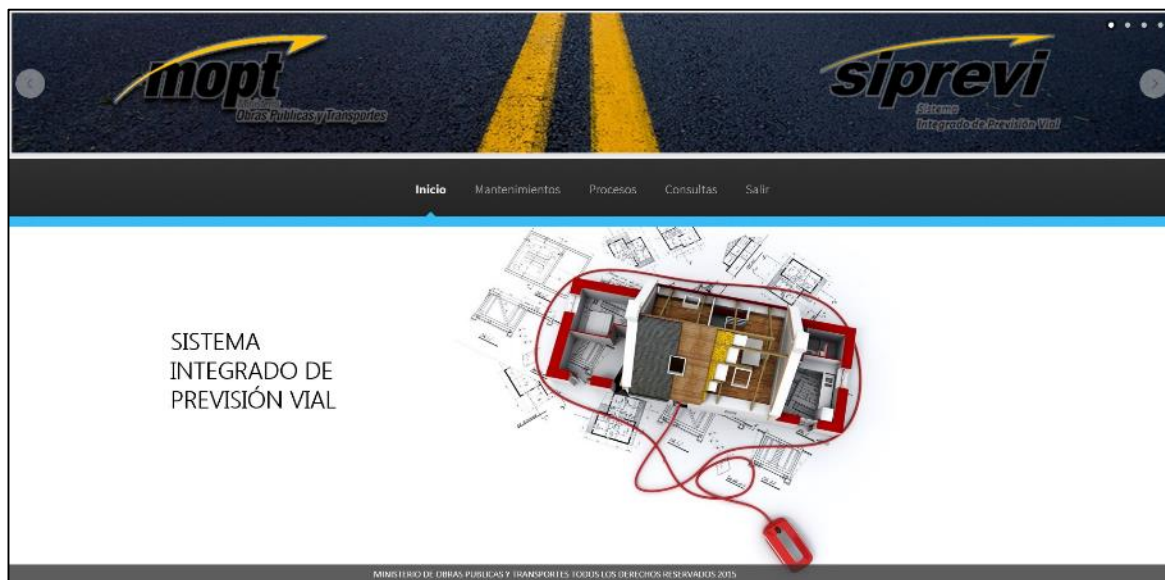 mopt
Obras Publicas y Transportes
siprevi
Sistema
Integrado de Previsión Vial
Inicio
Mantenimientos
Procesos
Consultas
Salir
SISTEMA
INTEGRADO DE
PREVISIÓN VIAL
MINISTERIO DE OBRAS PUBLICAS Y TRANSPORTES TODOS LOS DERECHOS RESERVADOS 2015